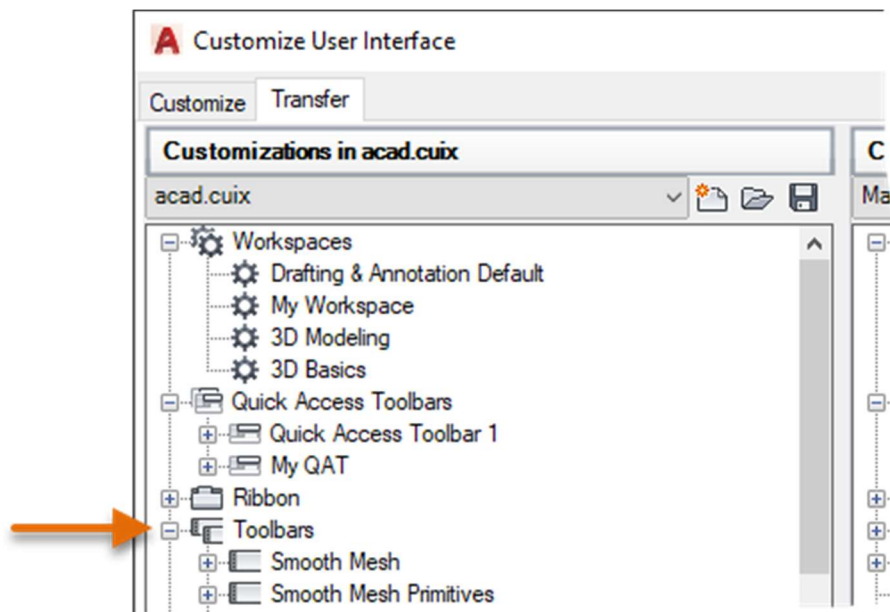 Customize User Interface
Customize Transfer
Customizations in acad.cuix C
acad.cuix Ma
Workspaces
Drafting & Annotation Default
My Workspace
3D Modeling
3D Basics
Quick Access Toolbars
Quick Access Toolbar 1
My QAT
Ribbon
Toolbars
Smooth Mesh
Smooth Mesh Primitives